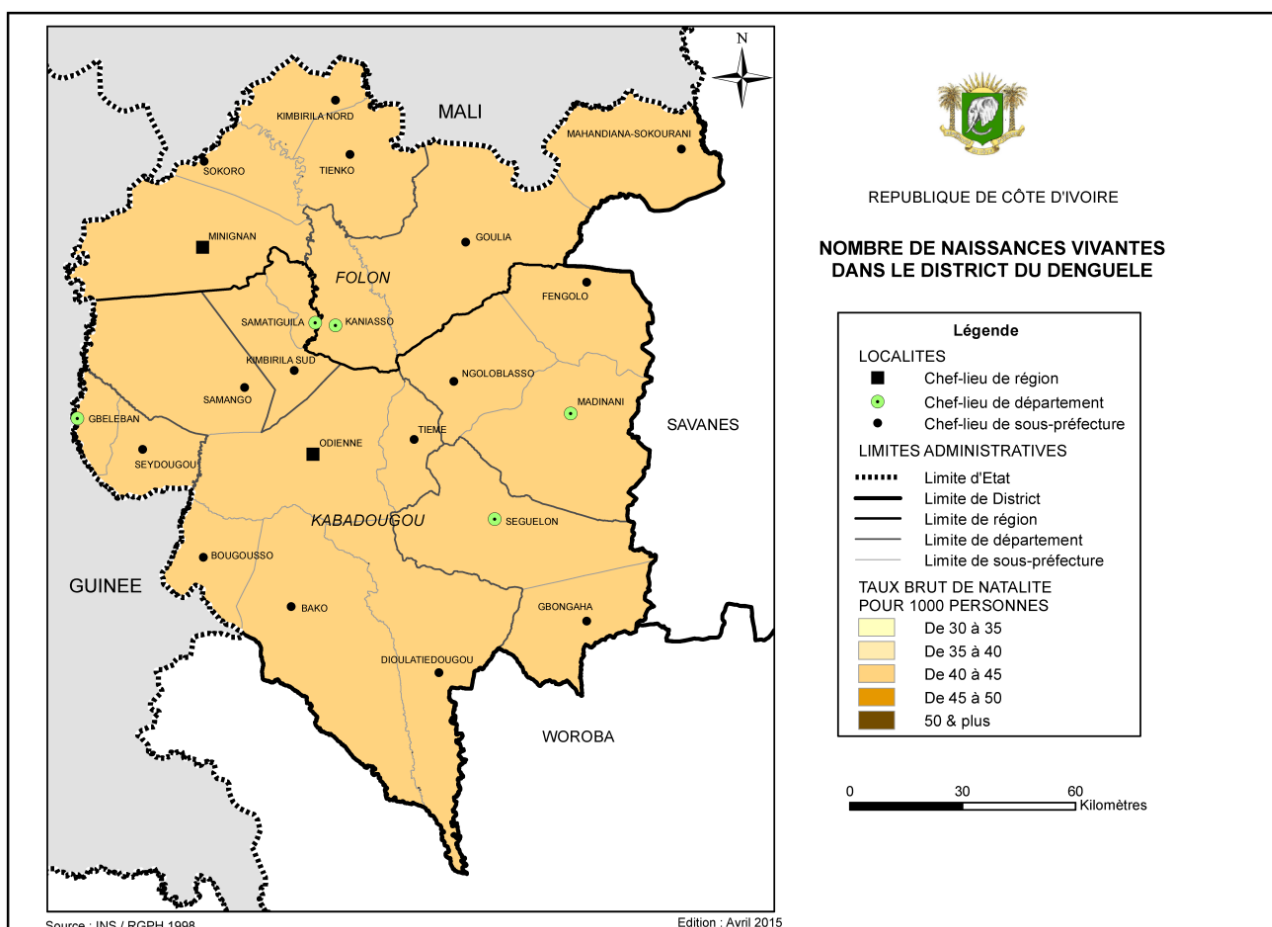 N
MALI
KIMBIRILA NORD
MAHANDIANA-SOKOURANI
SOKORO
TIENKO
MINIGNAN
GOULIA
FOLON
FENGOLO
SAMATIGUILA
KANIASSO
KIMBIRILA SUD
NGOLOBLASSO
SAMANGO
MADINANI
GBELEBAN
SAVANES
ODIENNE
TIEME
SEYDOUGOU
KABADOUGOU
SEGUELON
BOUGOUSSO
GUINEE
BAKO
GBONGAHA
DIOULATIEDOUGOU
WOROBA
Source : INS / RGPH 1998
Edition : Avril 2015
REPUBLIQUE DE CÔTE D'IVOIRE
NOMBRE DE NAISSANCES VIVANTES
DANS LE DISTRICT DU DENGUELE
Légende
LOCALITES
Chef-lieu de région
Chef-lieu de département
Chef-lieu de sous-préfecture
LIMITES ADMINISTRATIVES
Limite d'Etat
Limite de District
Limite de région
Limite de département
Limite de sous-préfecture
TAUX BRUT DE NATALITE
POUR 1000 PERSONNES
De 30 à 35
De 35 à 40
De 40 à 45
De 45 à 50
50 & plus
0 30 60
Kilomètres